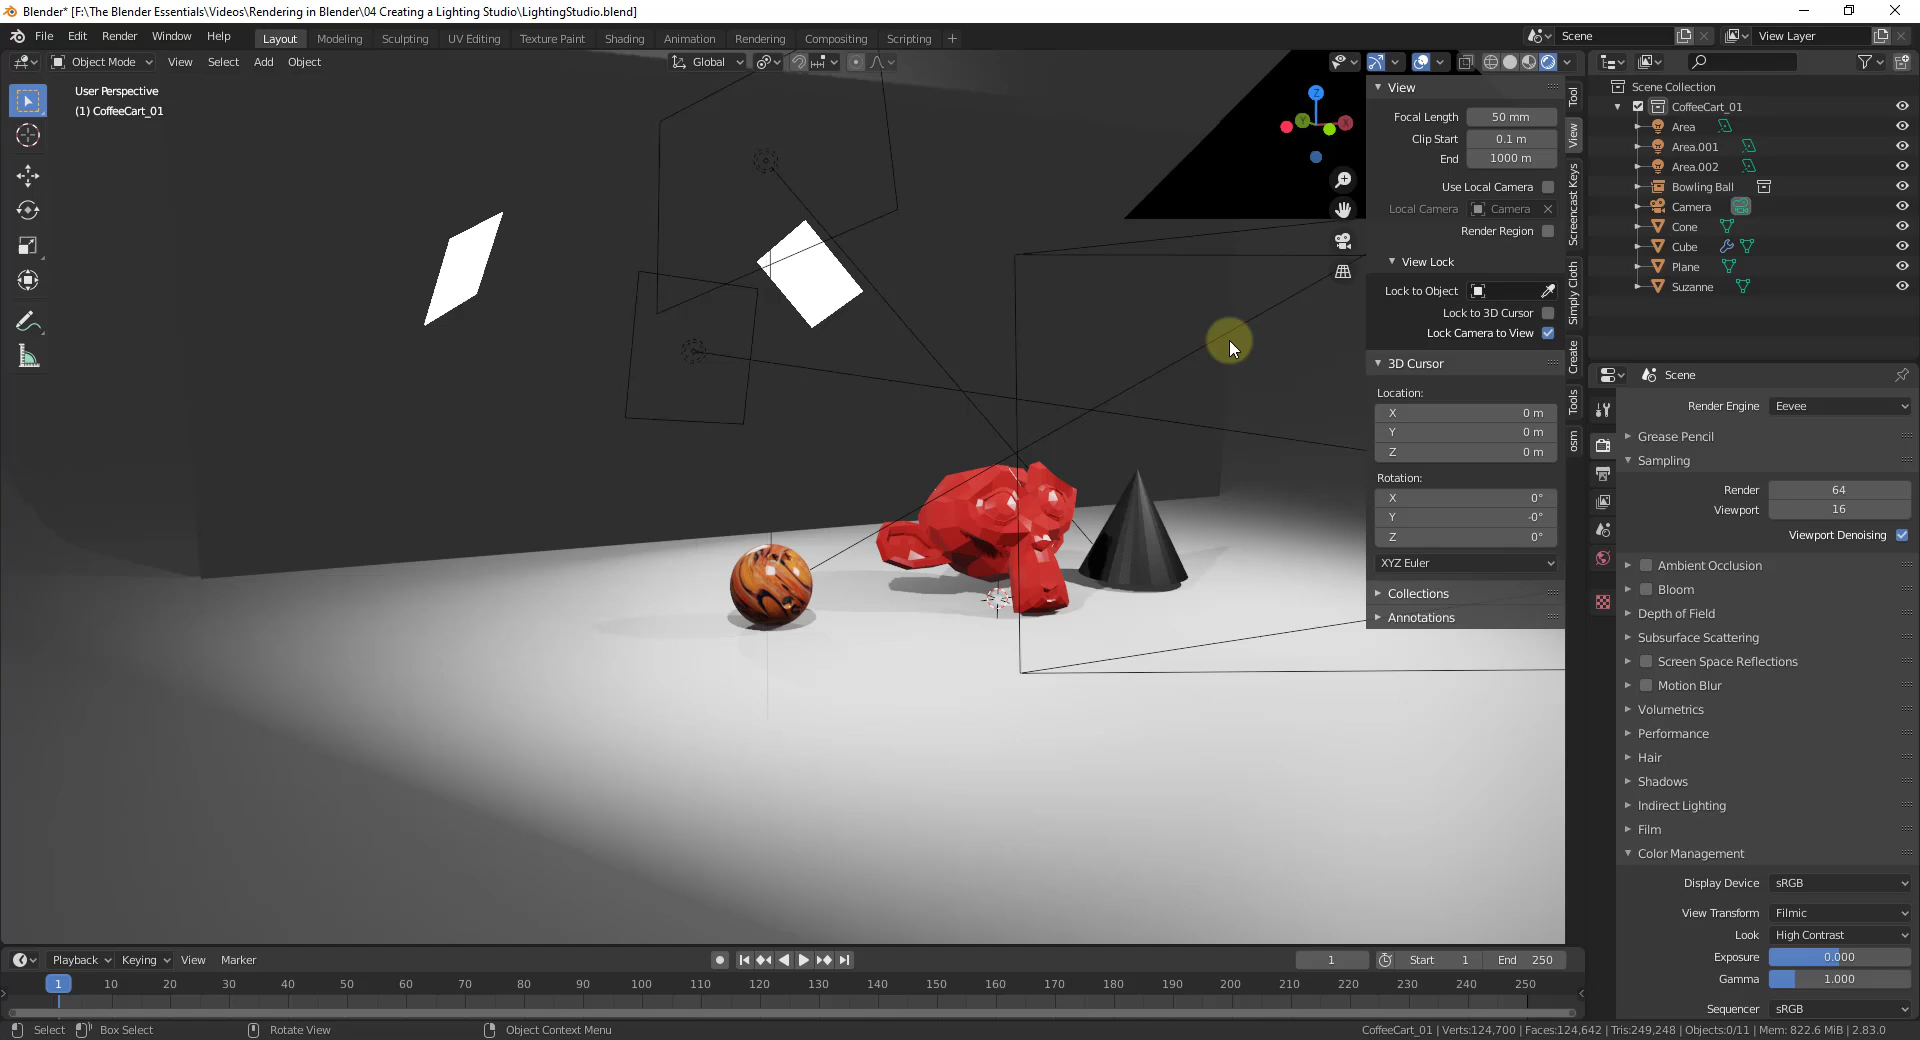 Blender* [F:\The Blender Essentials\Videos\Rendering in Blender\04 Creating a Lighting Studio\LightingStudio.blend]
File Edit Render Window Help Layout Modeling Sculpting UV Editing Texture Paint Shading Animation Rendering Compositing Scripting + Scene View Layer
Object Mode View Select Add Object Global
User Perspective
(1) CoffeeCart_01
Z
Y
X
View
Focal Length 50 mm
Clip Start 0.1 m
End 1000 m
Use Local Camera
Local Camera Camera
Render Region
View Lock
Lock to Object
Lock to 3D Cursor
Lock Camera to View
3D Cursor
Location:
X 0 m
Y 0 m
Z 0 m
Rotation:
X 0°
Y -0°
Z 0°
XYZ Euler
Collections
Annotations
Tool
View
Screencast Keys
Simply Cloth
Create
Tools
osm
Scene Collection
CoffeeCart_01
Area
Area.001
Area.002
Bowling Ball
Camera
Cone
Cube
Plane
Suzanne
Scene
Render Engine Eevee
Grease Pencil
Sampling
Render 64
Viewport 16
Viewport Denoising
Ambient Occlusion
Bloom
Depth of Field
Subsurface Scattering
Screen Space Reflections
Motion Blur
Volumetrics
Performance
Hair
Shadows
Indirect Lighting
Film
Color Management
Display Device sRGB
View Transform Filmic
Look High Contrast
Exposure 0.000
Gamma 1.000
Sequencer sRGB
Playback Keying View Marker 1 Start 1 End 250
1 10 20 30 40 50 60 70 80 90 100 110 120 130 140 150 160 170 180 190 200 210 220 230 240 250
Select Box Select Rotate View Object Context Menu CoffeeCart_01 | Verts:124,700 | Faces:124,642 | Tris:249,248 | Objects:0/11 | Mem: 822.6 MiB | 2.83.0